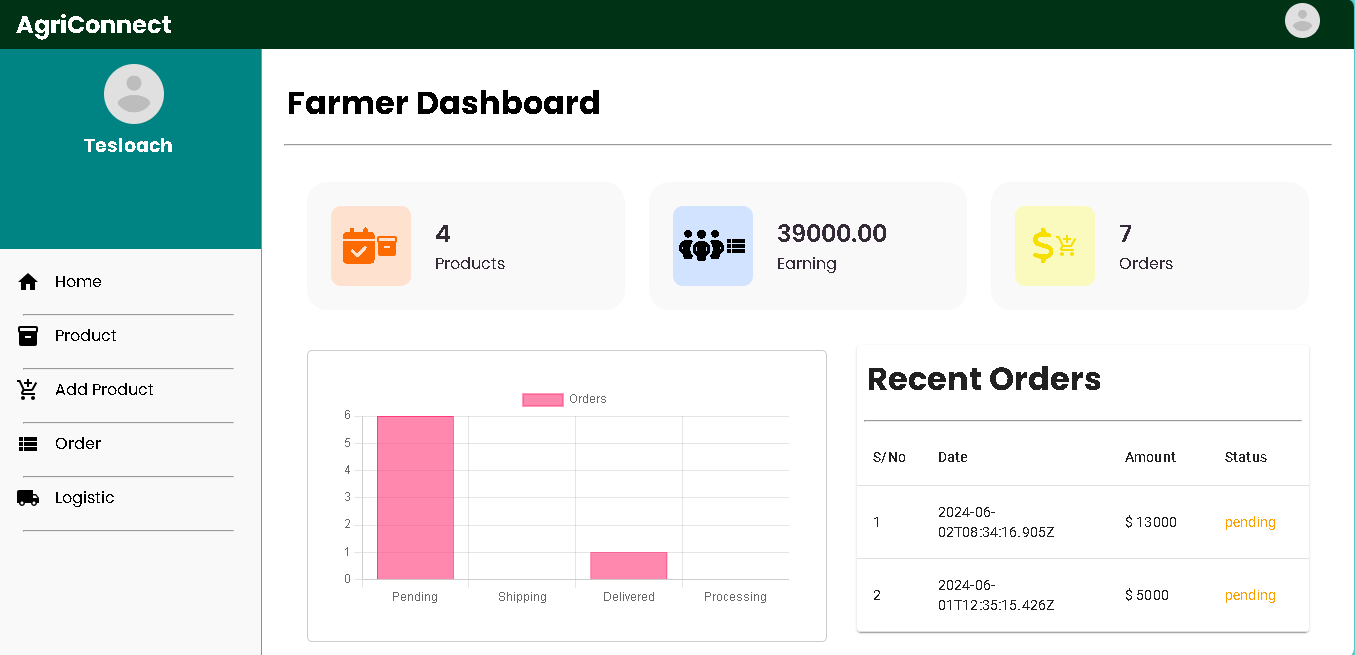 AgriConnect
Tesloach
Home
Product
Add Product
Order
Logistic
Farmer Dashboard
4
Products
39000.00
Earning
7
Orders
Orders
6
5
4
3
2
1
0
Pending Shipping Delivered Processing
Recent Orders
S/No Date Amount Status
1 2024-06-
02T08:34:16.905Z $ 13000 pending
2 2024-06-
01T12:35:15.426Z $ 5000 pending